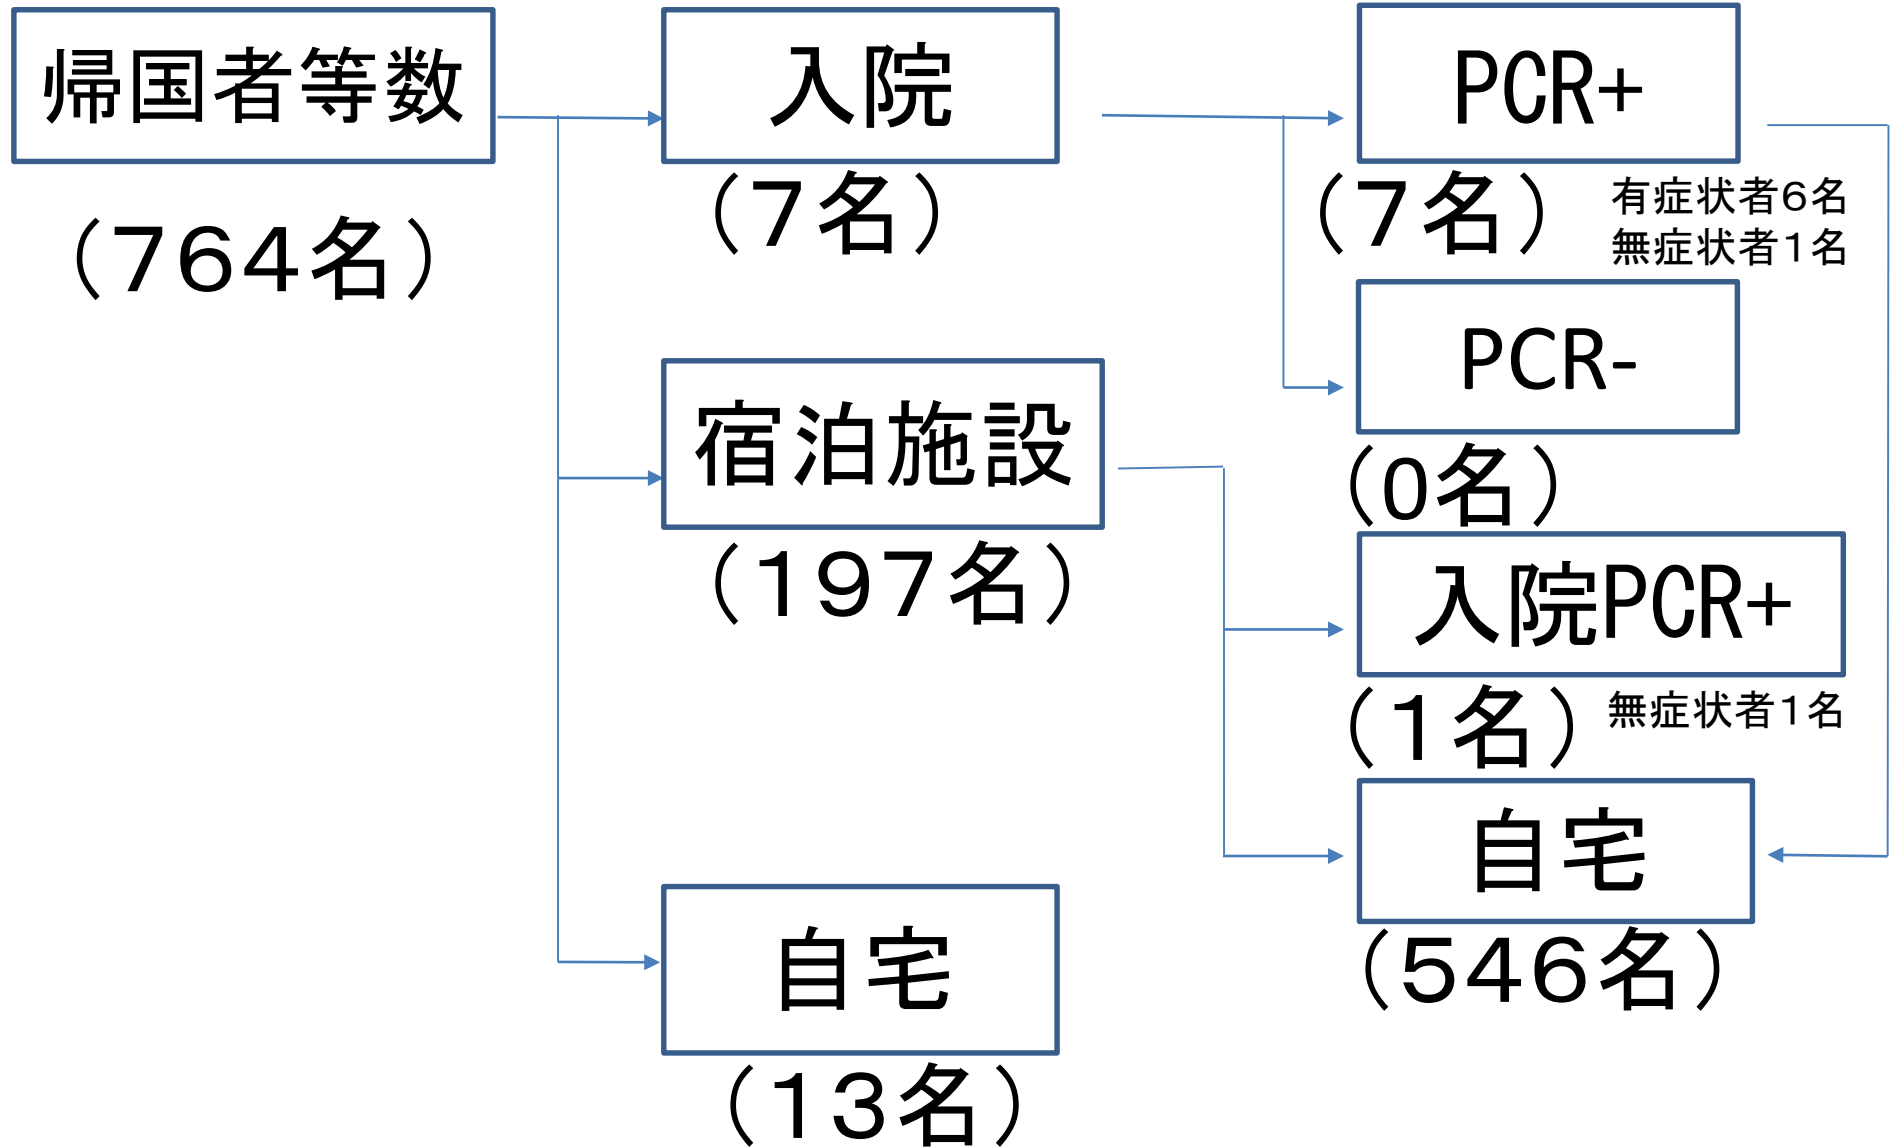 帰国者等数
（７６４名）
入院
（７名）
宿泊施設
（１９７名）
自宅
（１３名）
PCR+
（７名）
有症状者６名
無症状者１名
PCR-
（０名）
入院PCR+
（１名）
無症状者１名
自宅
（５４６名）